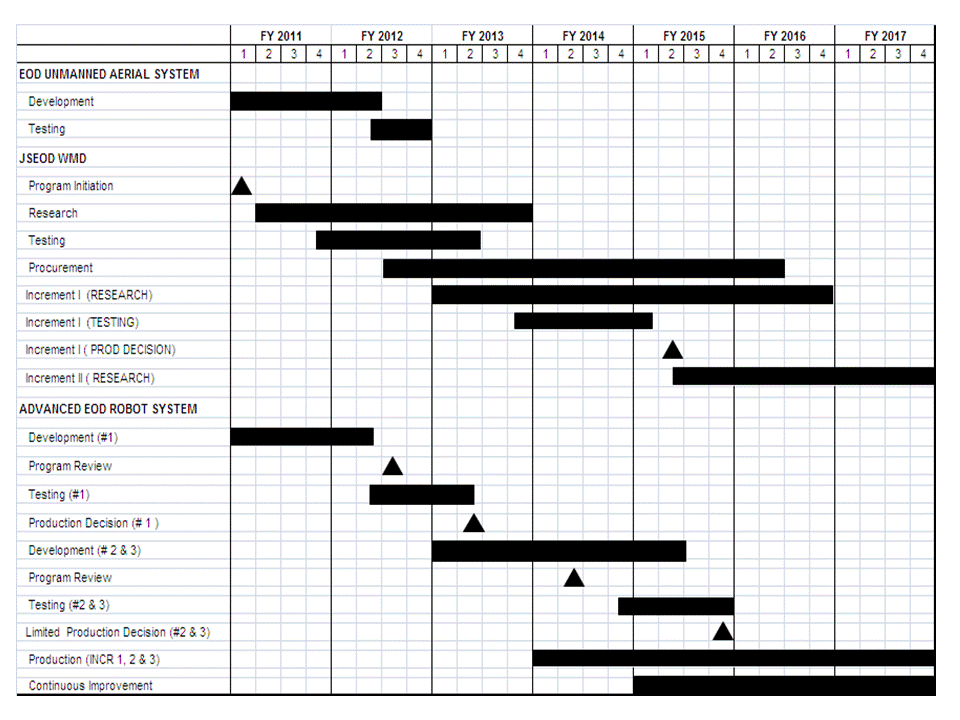 FY 2011 FY 2012 FY 2013 FY 2014 FY 2015 FY 2016 FY 2017
1 2 3 4 1 2 3 4 1 2 3 4 1 2 3 4 1 2 3 4 1 2 3 4 1 2 3 4
EOD UNMANNED AERIAL SYSTEM
Development
Testing
JSEOD WMD
Program Initiation
Research
Testing
Procurement
Increment I (RESEARCH)
Increment I (TESTING)
Increment I ( PROD DECISION)
Increment II ( RESEARCH)
ADVANCED EOD ROBOT SYSTEM
Development (#1)
Program Review
Testing (#1)
Production Decision (# 1 )
Development (# 2 & 3)
Program Review
Testing (#2 & 3)
Limited Production Decision (#2 & 3)
Production (INCR 1, 2 & 3)
Continuous Improvement